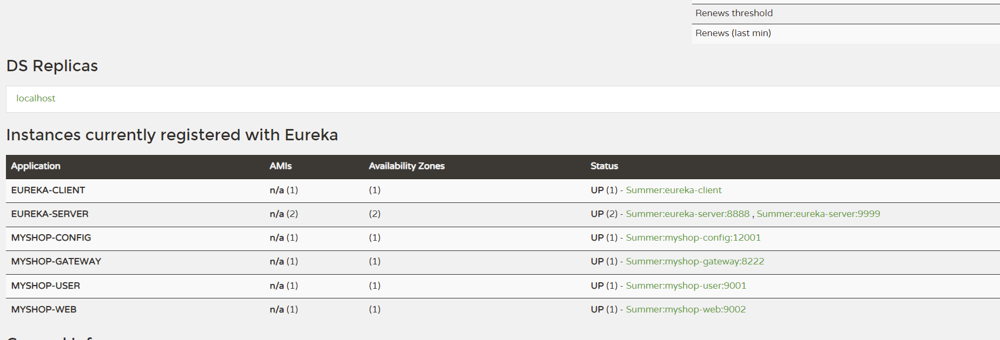 Renews threshold
Renews (last min)
DS Replicas
localhost
Instances currently registered with Eureka
Application AMIs Availability Zones Status
EUREKA-CLIENT n/a (1) (1) UP (1) - Summer:eureka-client
EUREKA-SERVER n/a (2) (2) UP (2) - Summer:eureka-server:8888 , Summer:eureka-server:9999
MYSHOP-CONFIG n/a (1) (1) UP (1) - Summer:myshop-config:12001
MYSHOP-GATEWAY n/a (1) (1) UP (1) - Summer:myshop-gateway:8222
MYSHOP-USER n/a (1) (1) UP (1) - Summer:myshop-user:9001
MYSHOP-WEB n/a (1) (1) UP (1) - Summer:myshop-web:9002